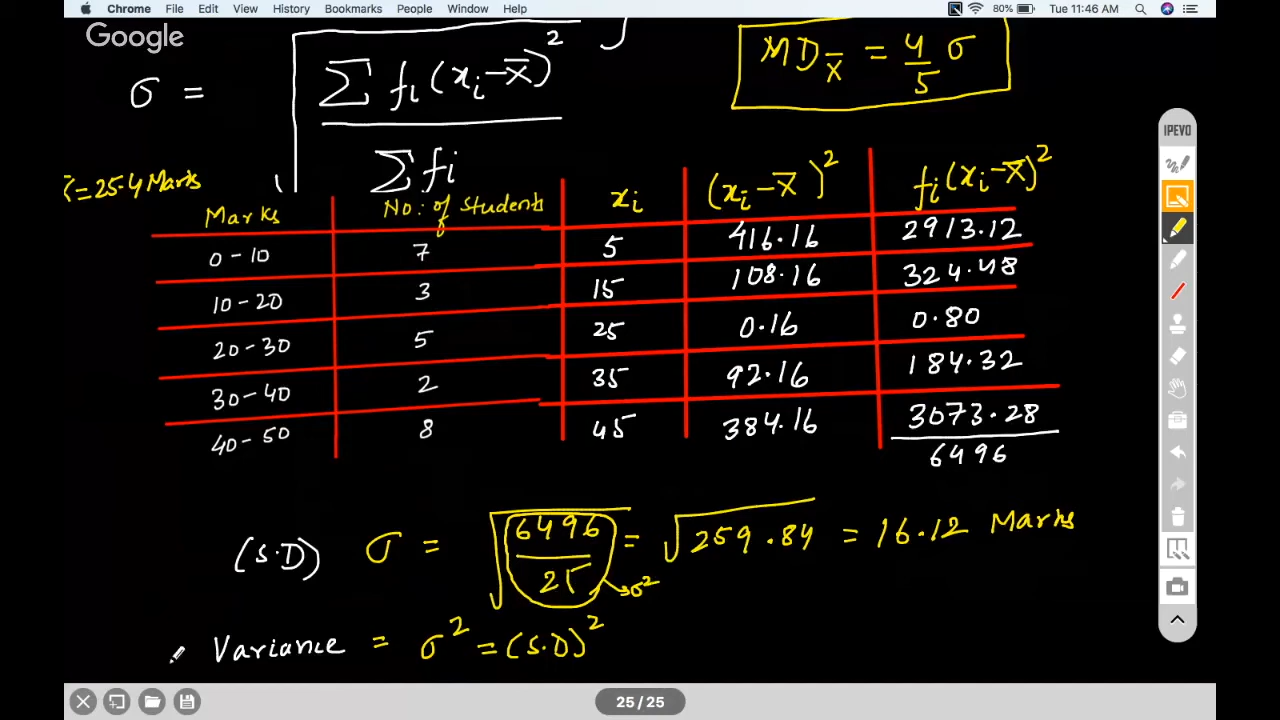 Chrome File Edit View History Bookmarks People Window Help 80% Tue 11:46 AM
Google
σ = √ Σ fi (xi - x̄)² / Σ fi
MD x̄ = 4/5 σ
x̄ = 25.4 Marks
Marks No: of students xi (xi - x̄)² fi (xi - x̄)²
0 - 10 7 5 416.16 2913.12
10 - 20 3 15 108.16 324.48
20 - 30 5 25 0.16 0.80
30 - 40 2 35 92.16 184.32
40 - 50 8 45 384.16 3073.28
6496
(S.D) σ = √ 6496 / 25 = √259.84 = 16.12 Marks
→σ²
Variance = σ² = (S.D)²
IPEVO
25 / 25